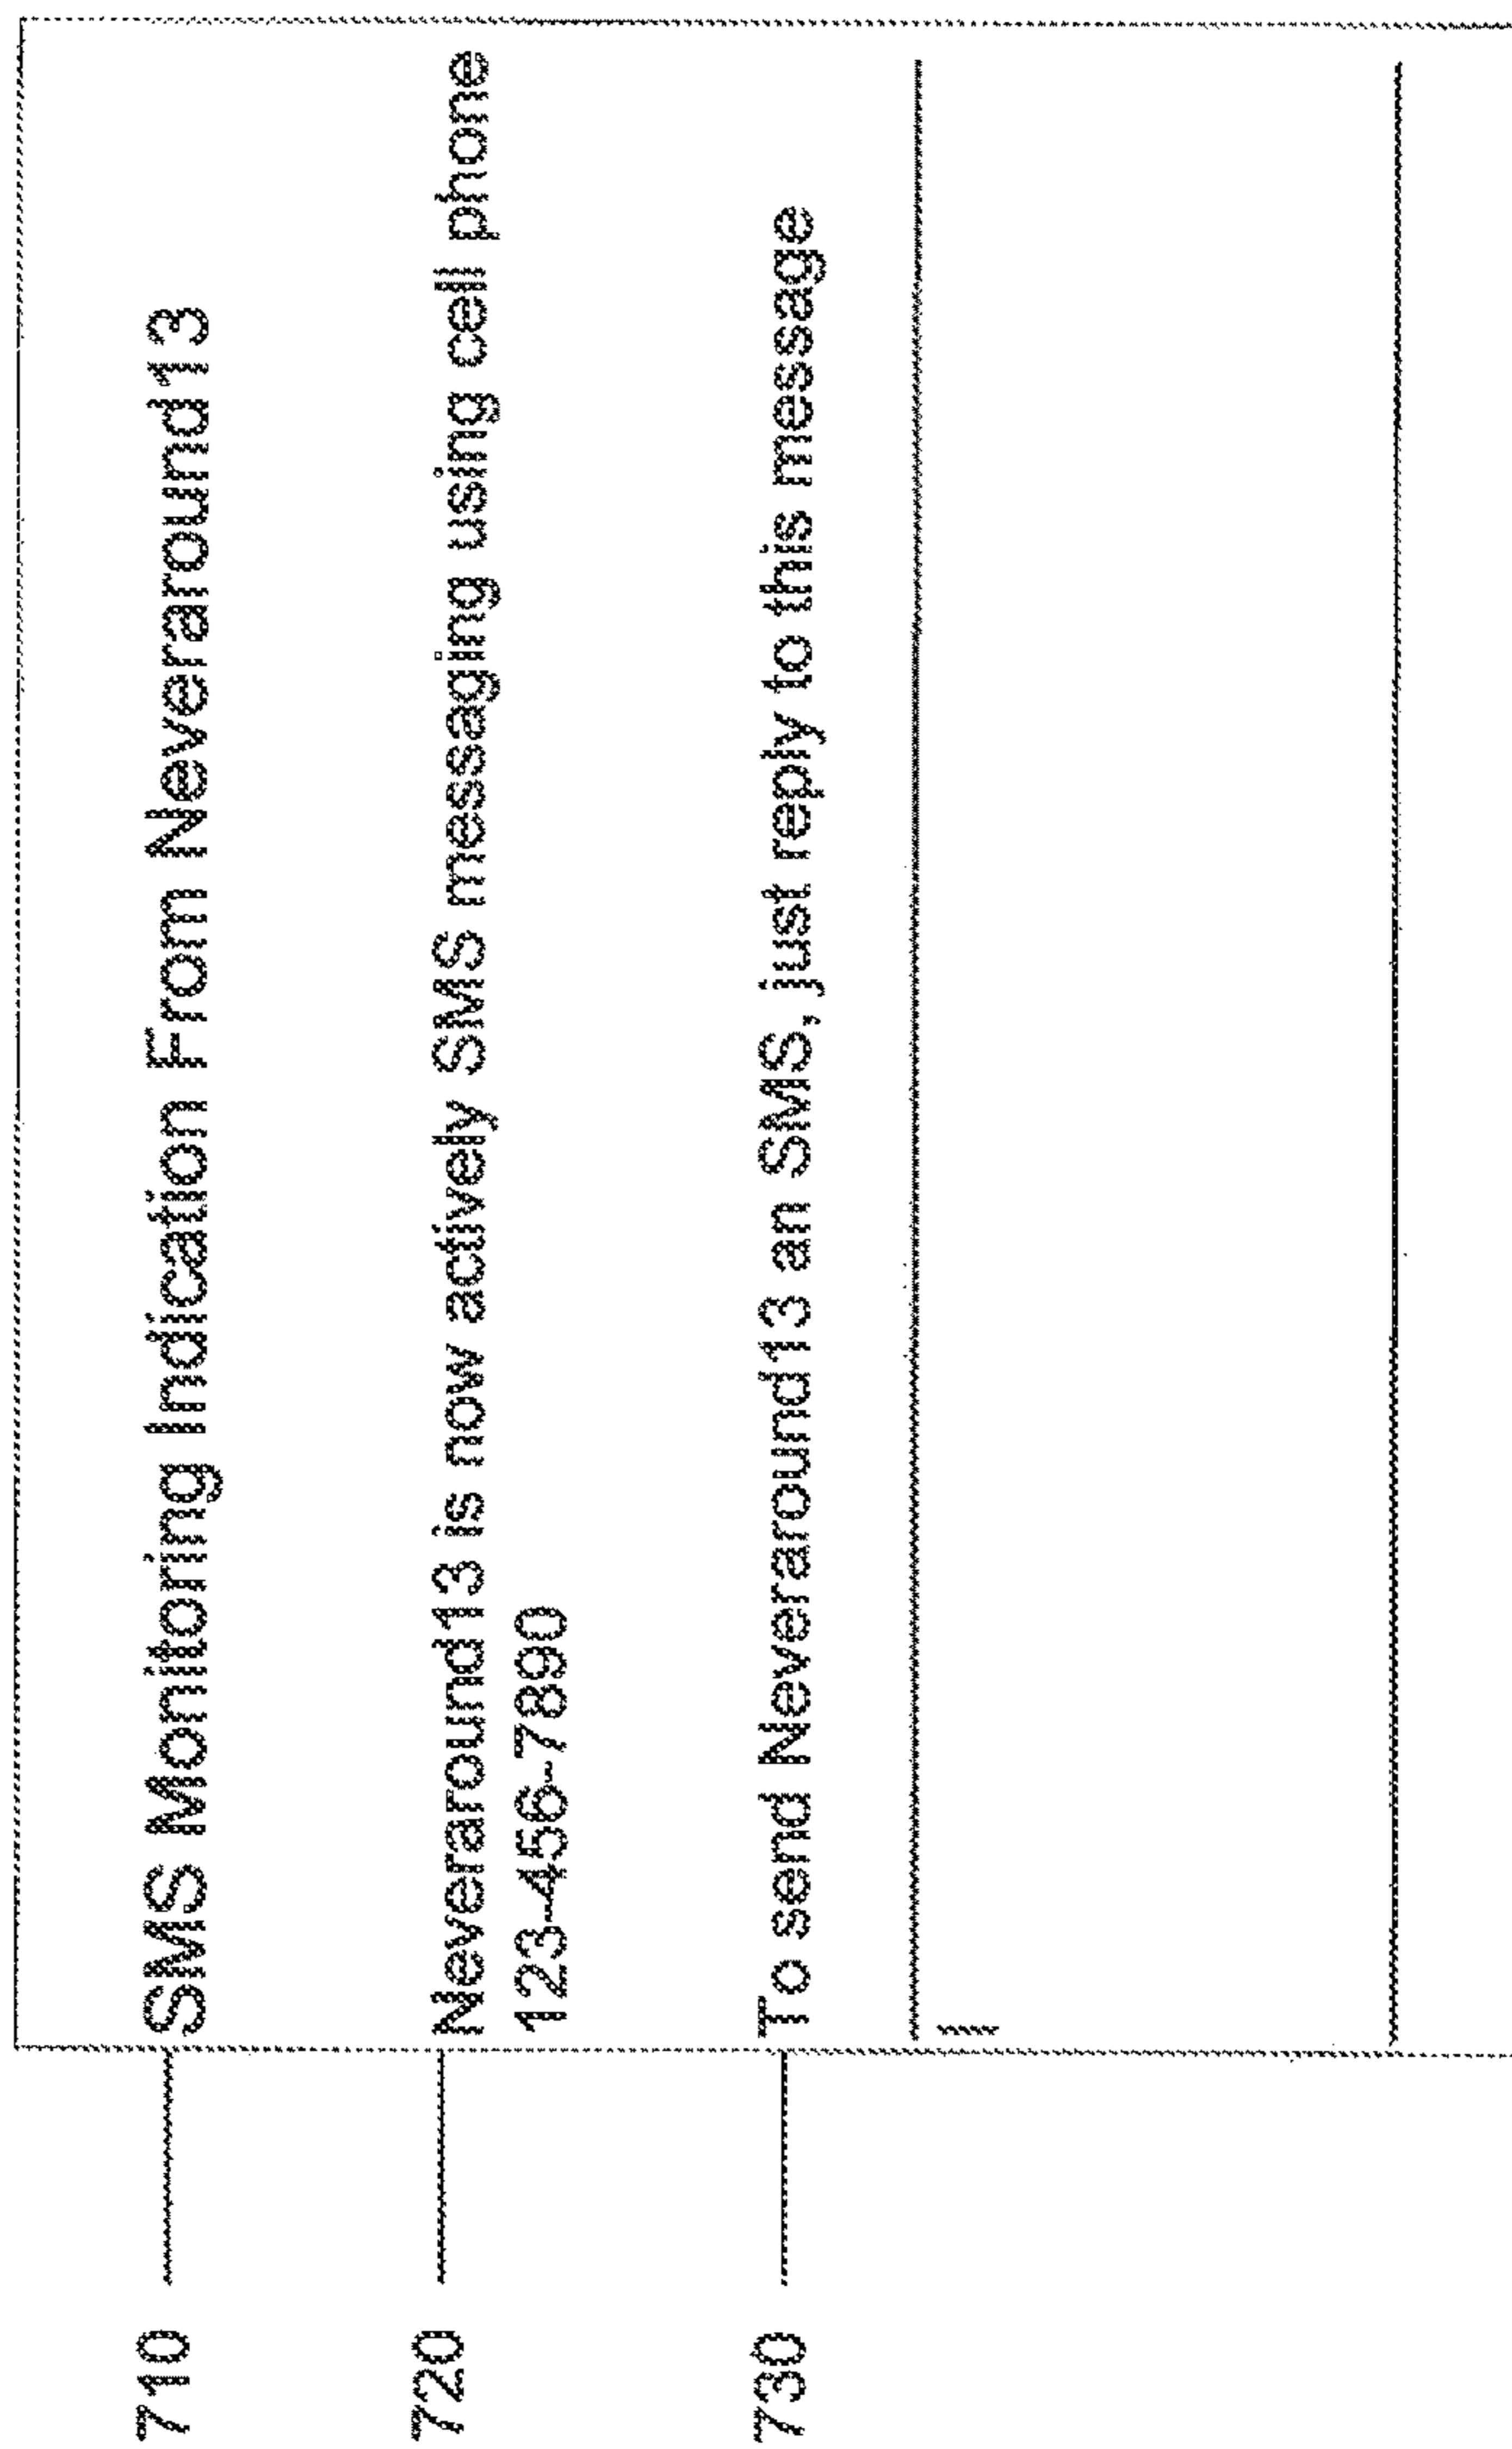 710 SMS Monitoring Indication From Neveraround13
720 Neveraround13 is now actively SMS messaging using cell phone
123-456-7890
730 To send Neveraround13 an SMS, just reply to this message